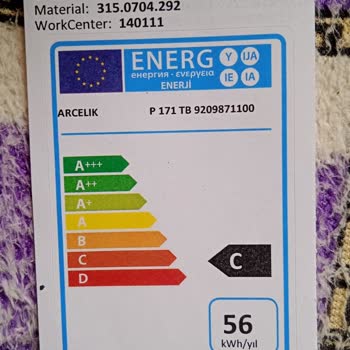 Material: 315.0704.292
WorkCenter: 140111
ENERG Y IJA
енергия · ενεργεια IE IA
ENERJİ
ARCELIK P 171 TB 9209871100
A+++
A++
A+
A
B
C C
D
56
kWh/yıl